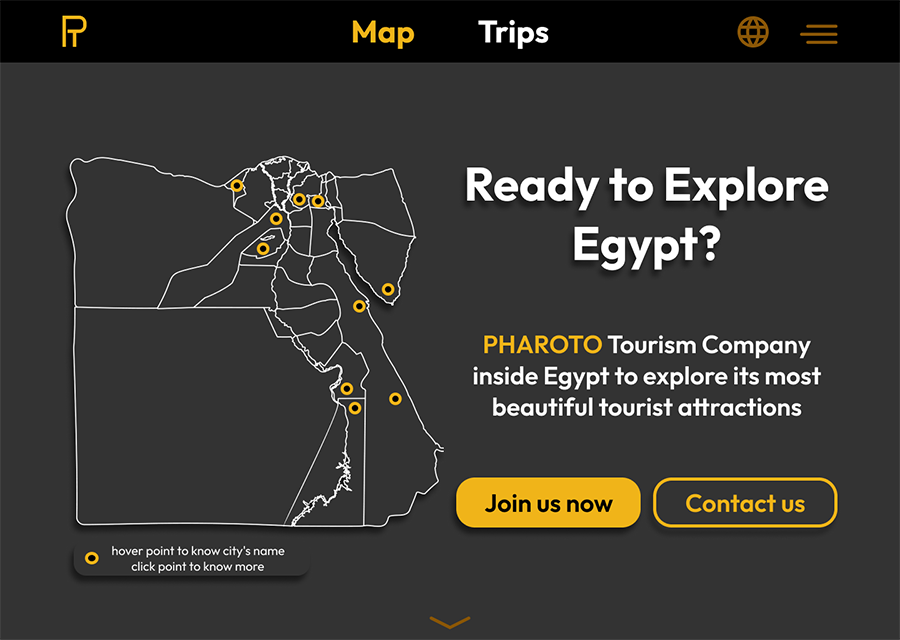 PT
Map
Trips
Ready to Explore
Egypt?
PHAROTO Tourism Company
inside Egypt to explore its most
beautiful tourist attractions
Join us now
Contact us
hover point to know city's name
click point to know more